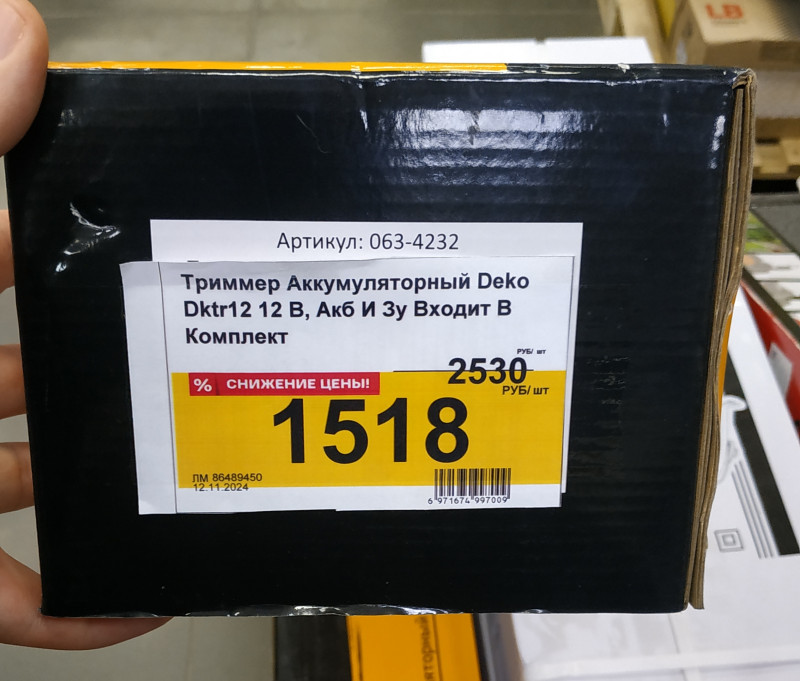 LB
Артикул: 063-4232
Триммер Аккумуляторный Deko
Dktr12 12 В, Акб И Зу Входит В
Комплект
РУБ/ шт
2530
РУБ/ шт
% СНИЖЕНИЕ ЦЕНЫ!
1518
ЛМ 86489450
12.11.2024
6 971674 997009